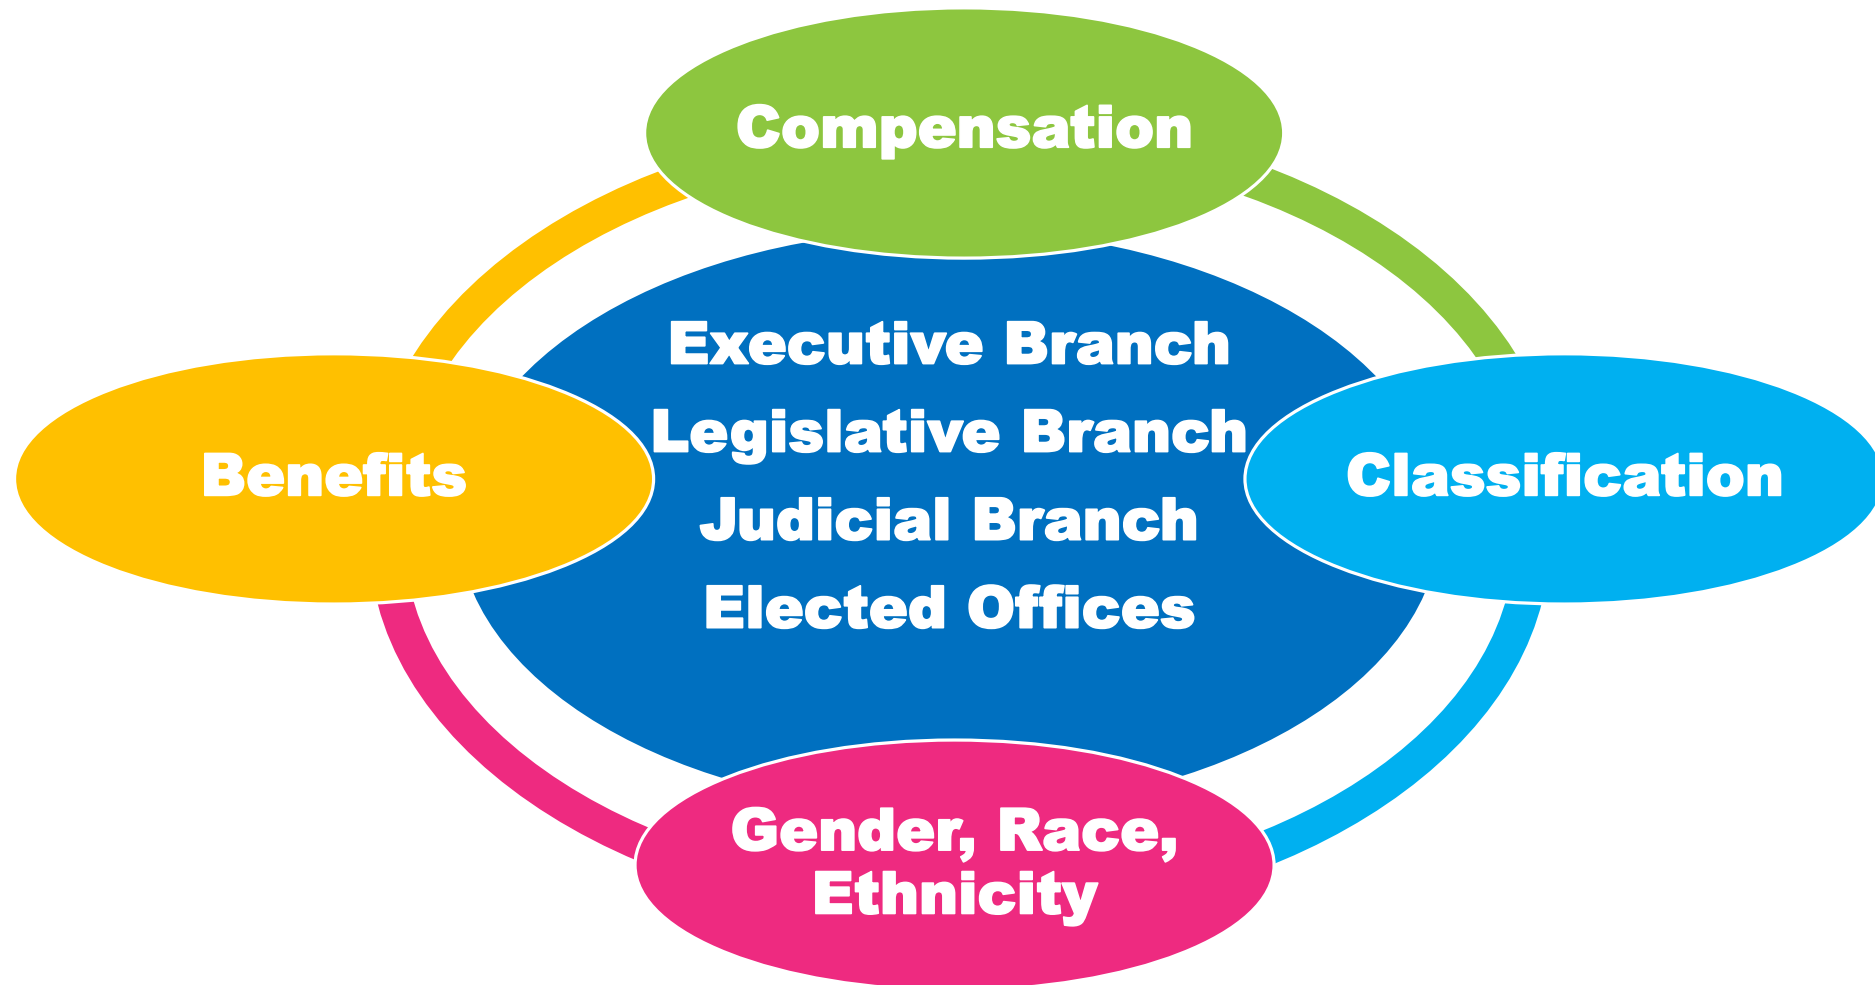 Compensation
Executive Branch
Legislative Branch
Judicial Branch
Elected Offices
Benefits
Classification
Gender, Race,
Ethnicity